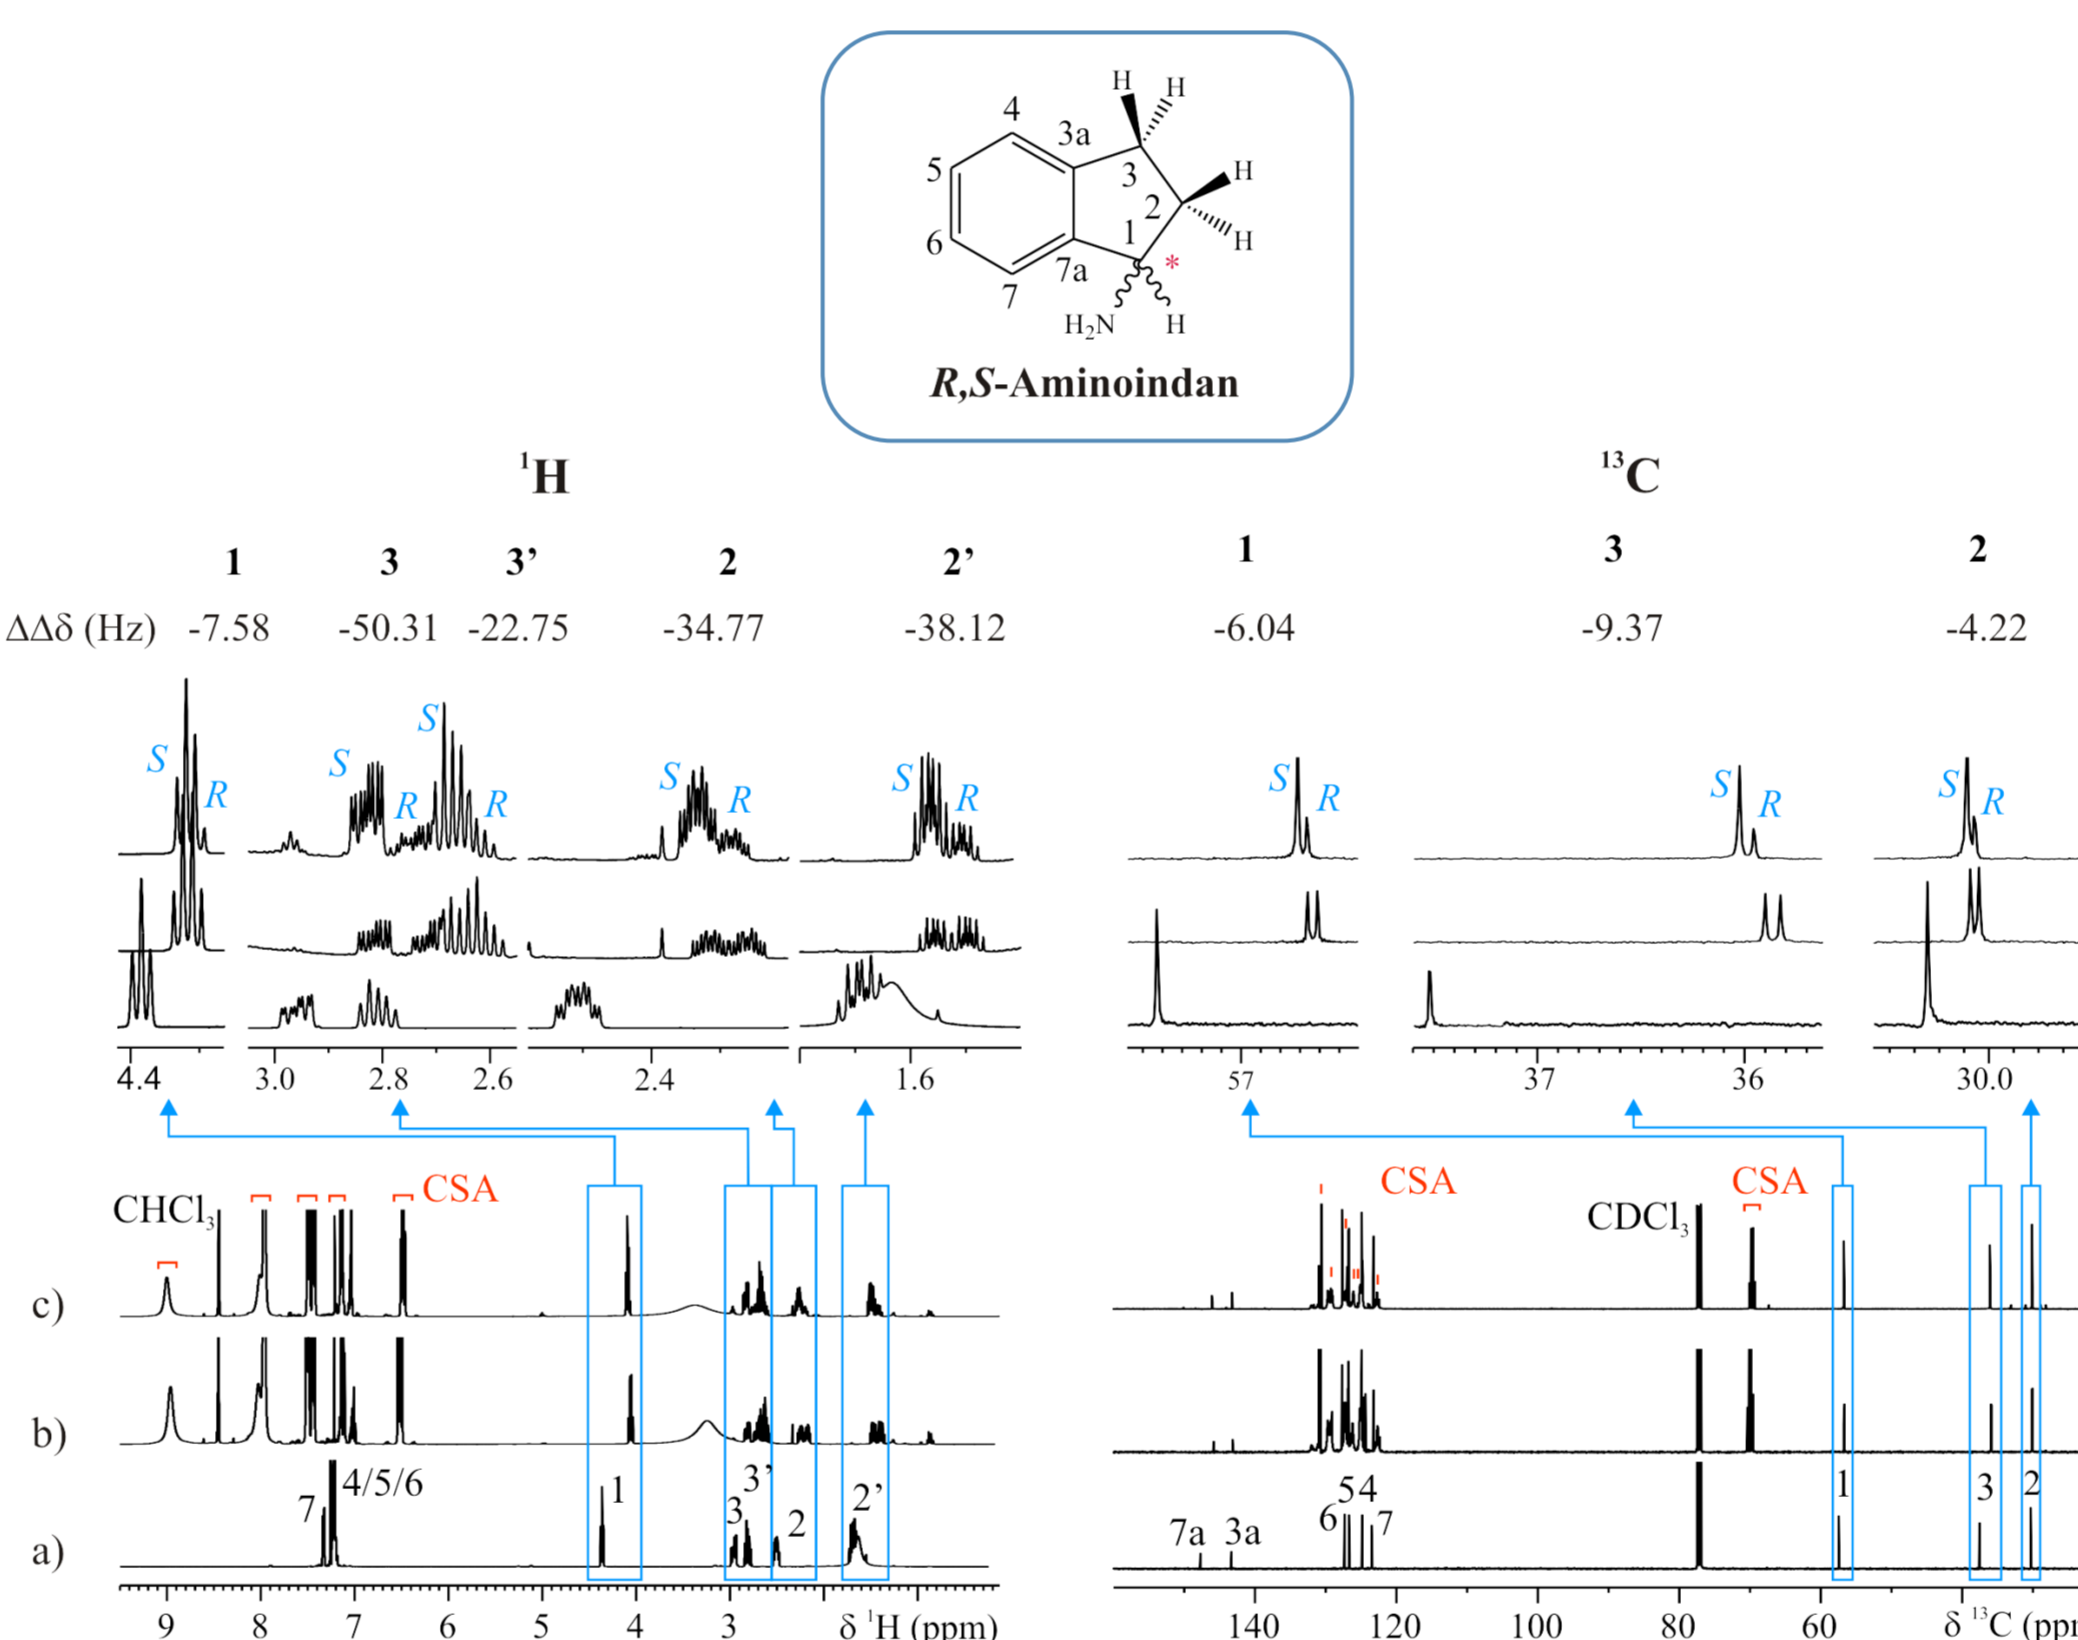 H H
4
3a
5
3
H
2
1
6
H
7a *
7
H₂N H
R,S-Aminoindan
¹H ¹³C
1 3 3’ 2 2’ 1 3 2
ΔΔδ (Hz) -7.58 -50.31 -22.75 -34.77 -38.12 -6.04 -9.37 -4.22
S R S R S R S R S R S R S R S R
4.4 3.0 2.8 2.6 2.4 1.6 57 37 36 30.0
CSA CSA CSA
CHCl₃ CDCl₃
c)
b)
7 4/5/6 1 3 3’ 2 2’ 7a 3a 6 5 4 7 1 3 2
a)
9 8 7 6 5 4 3 δ ¹H (ppm) 140 120 100 80 60 δ ¹³C